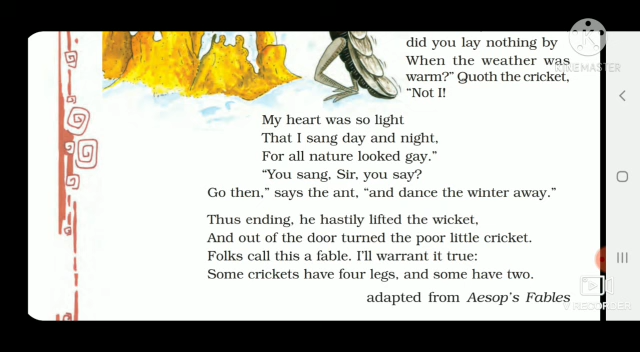 did you lay nothing by
When the weather was
warm?” Quoth the cricket,
“Not I!
My heart was so light
That I sang day and night,
For all nature looked gay.”
“You sang, Sir, you say?
Go then,” says the ant, “and dance the winter away.”
Thus ending, he hastily lifted the wicket,
And out of the door turned the poor little cricket.
Folks call this a fable. I’ll warrant it true:
Some crickets have four legs, and some have two.
adapted from Aesop’s Fables
KINEMASTER
V RECORDER